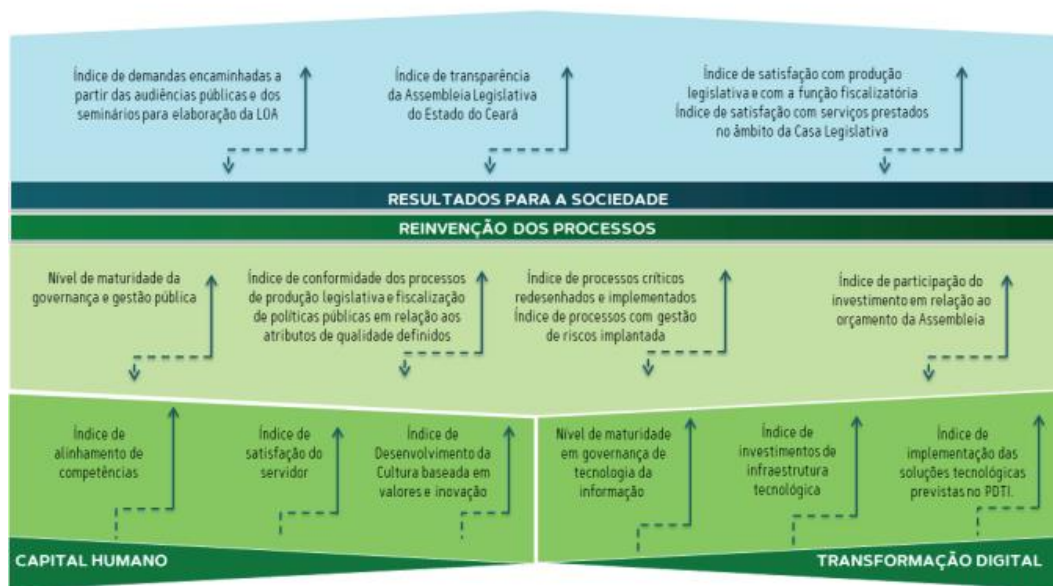 Índice de demandas encaminhadas a
partir das audiências públicas e dos
seminários para elaboração da LOA
Índice de transparência
da Assembleia Legislativa
do Estado do Ceará
Índice de satisfação com produção
legislativa e com a função fiscalizatória
Índice de satisfação com serviços prestados
no âmbito da Casa Legislativa
RESULTADOS PARA A SOCIEDADE
REINVENÇÃO DOS PROCESSOS
Nível de maturidade da
governança e gestão pública
Índice de conformidade dos processos
de produção legislativa e fiscalização
de políticas públicas em relação aos
atributos de qualidade definidos
Índice de processos críticos
redesenhados e implementados
Índice de processos com gestão
de riscos implantada
Índice de participação do
investimento em relação ao
orçamento da Assembleia
Índice de
alinhamento de
competências
Índice de
satisfação do
servidor
Índice de
Desenvolvimento da
Cultura baseada em
valores e inovação
Nível de maturidade
em governança de
tecnologia da
informação
Índice de
investimentos de
infraestrutura
tecnológica
Índice de
implementação das
soluções tecnológicas
previstas no PDTI.
CAPITAL HUMANO
TRANSFORMAÇÃO DIGITAL